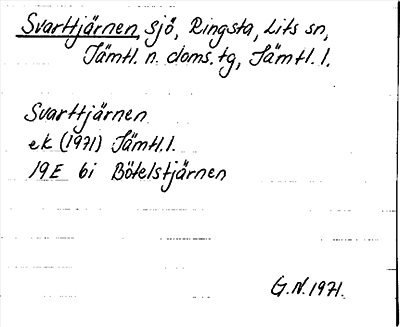 Svarttjärnen, sjö, Ringsta, Lits sn,
Jämtl. n. doms. tg, Jämtl. l.
Svarttjärnen
ek (1971) Jämtl. l.
19E 6i Bötelstjärnen
G.N. 1971.